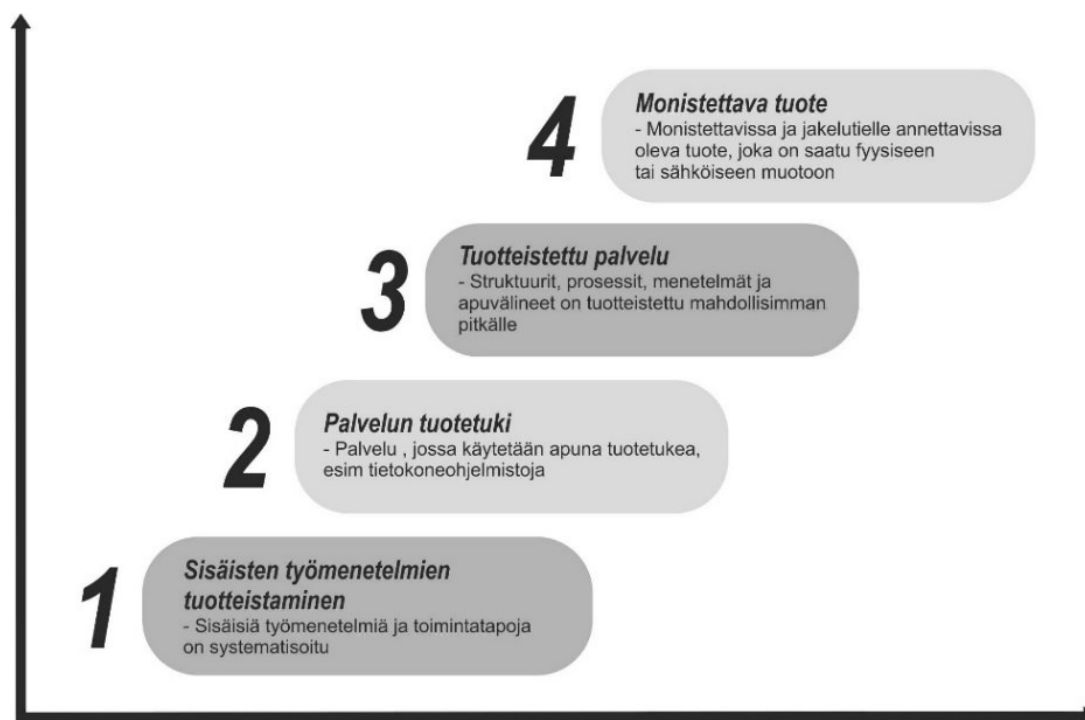 4
Monistettava tuote
- Monistettavissa ja jakelutielle annettavissa
oleva tuote, joka on saatu fyysiseen
tai sähköiseen muotoon
3
Tuotteistettu palvelu
- Struktuurit, prosessit, menetelmät ja
apuvälineet on tuotteistettu mahdollisimman
pitkälle
2
Palvelun tuotetuki
- Palvelu , jossa käytetään apuna tuotetukea,
esim tietokoneohjelmistoja
1
Sisäisten työmenetelmien
tuotteistaminen
- Sisäisiä työmenetelmiä ja toimintatapoja
on systematisoitu